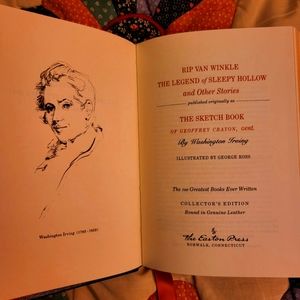 Washington Irving (1783-1859)
RIP VAN WINKLE
THE LEGEND of SLEEPY HOLLOW
and Other Stories
published originally as
THE SKETCH BOOK
OF GEOFFREY CRAYON, GENT.
By Washington Irving
ILLUSTRATED BY GEORGE ROSS
The 100 Greatest Books Ever Written
COLLECTOR'S EDITION
Bound in Genuine Leather
The Easton Press
NORWALK, CONNECTICUT